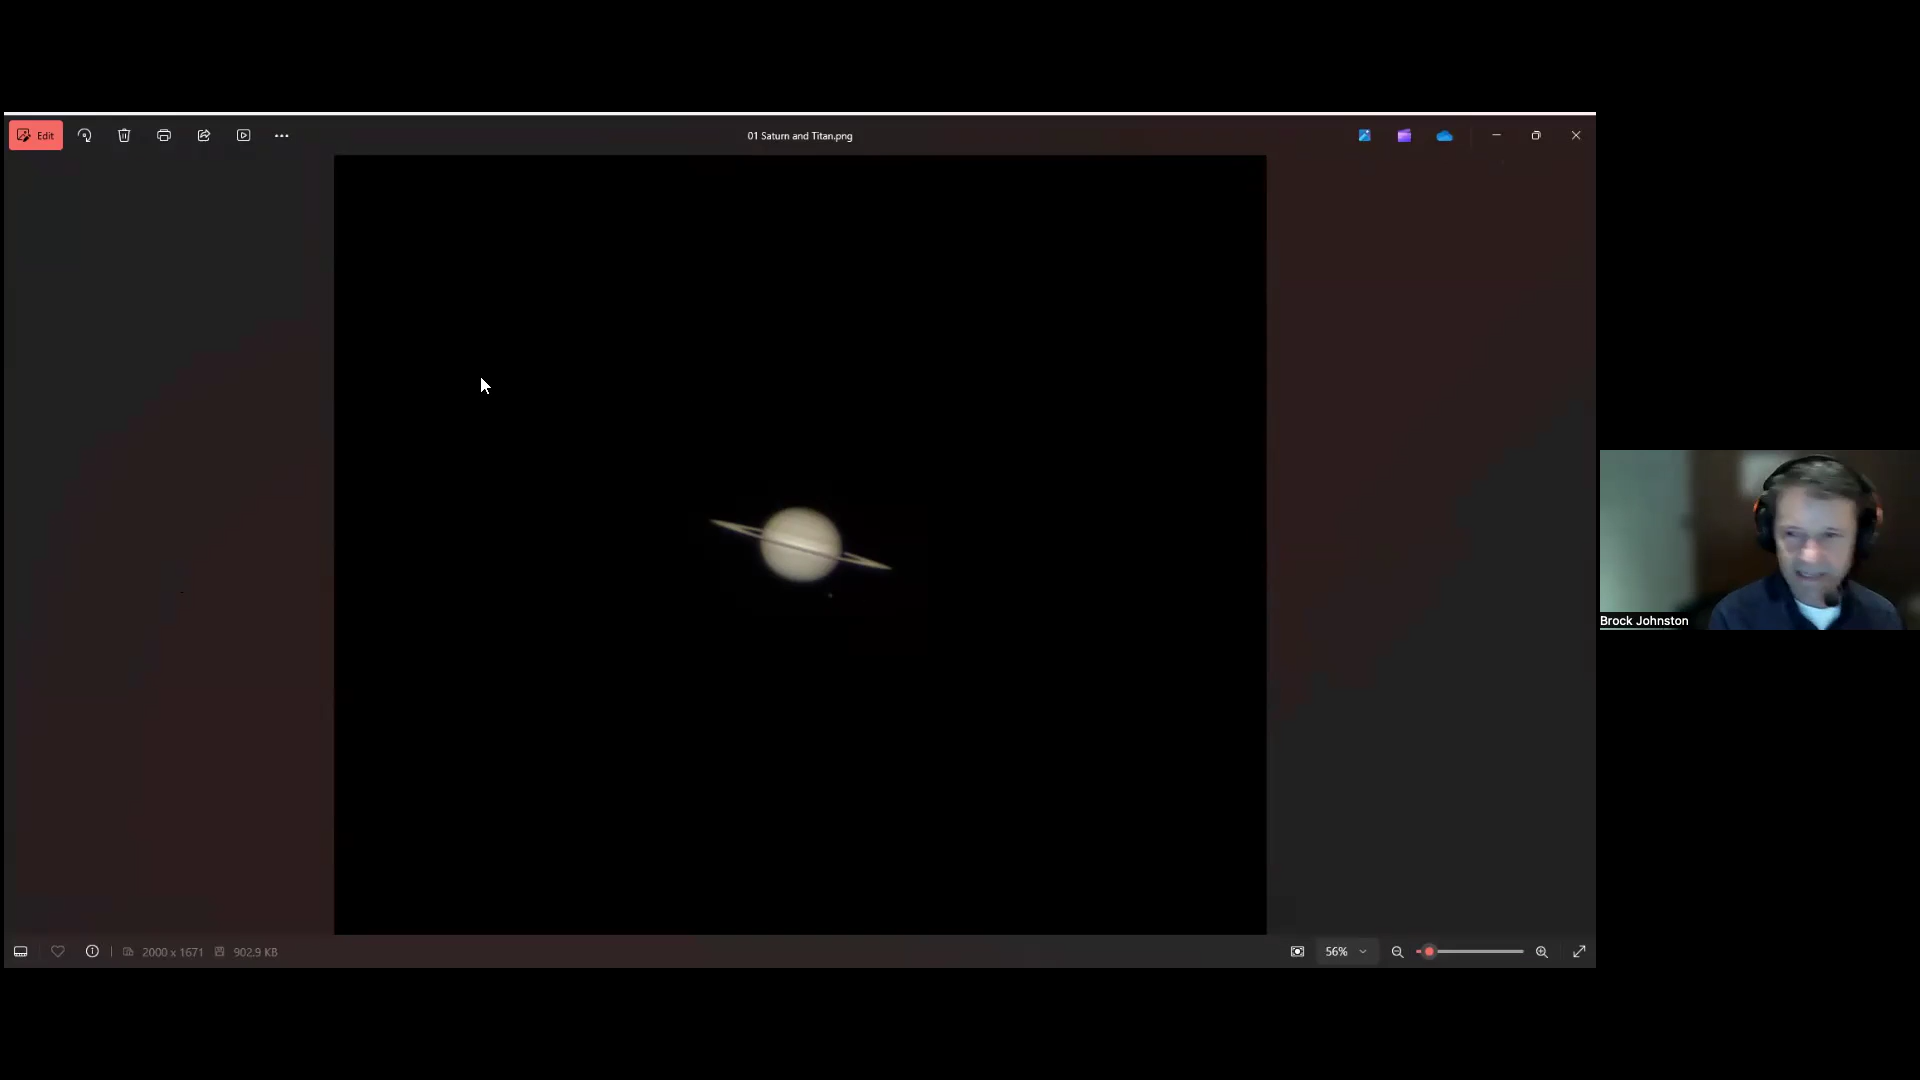 Edit
01 Saturn and Titan.png
Brock Johnston
2000 x 1671
902.9 KB
56%